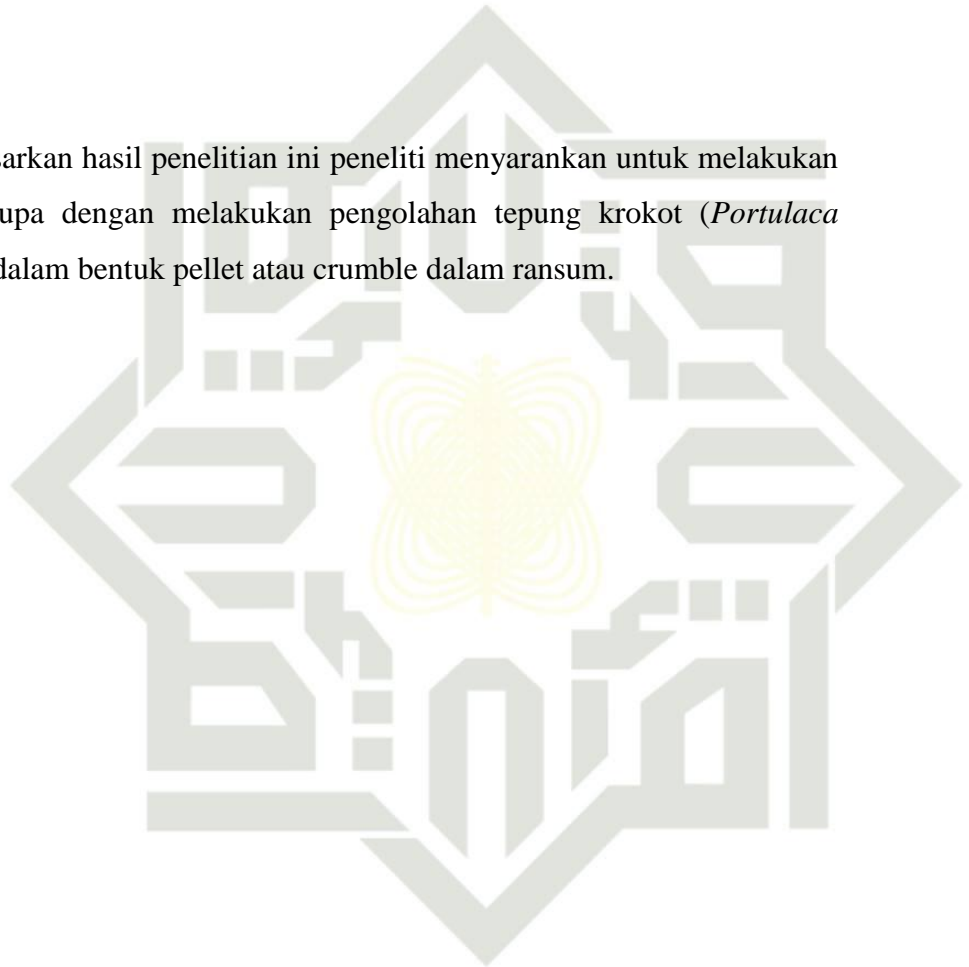 sarkan hasil penelitian ini peneliti menyarankan untuk melakukan
upa dengan melakukan pengolahan tepung krokot (Portulaca
dalam bentuk pellet atau crumble dalam ransum.